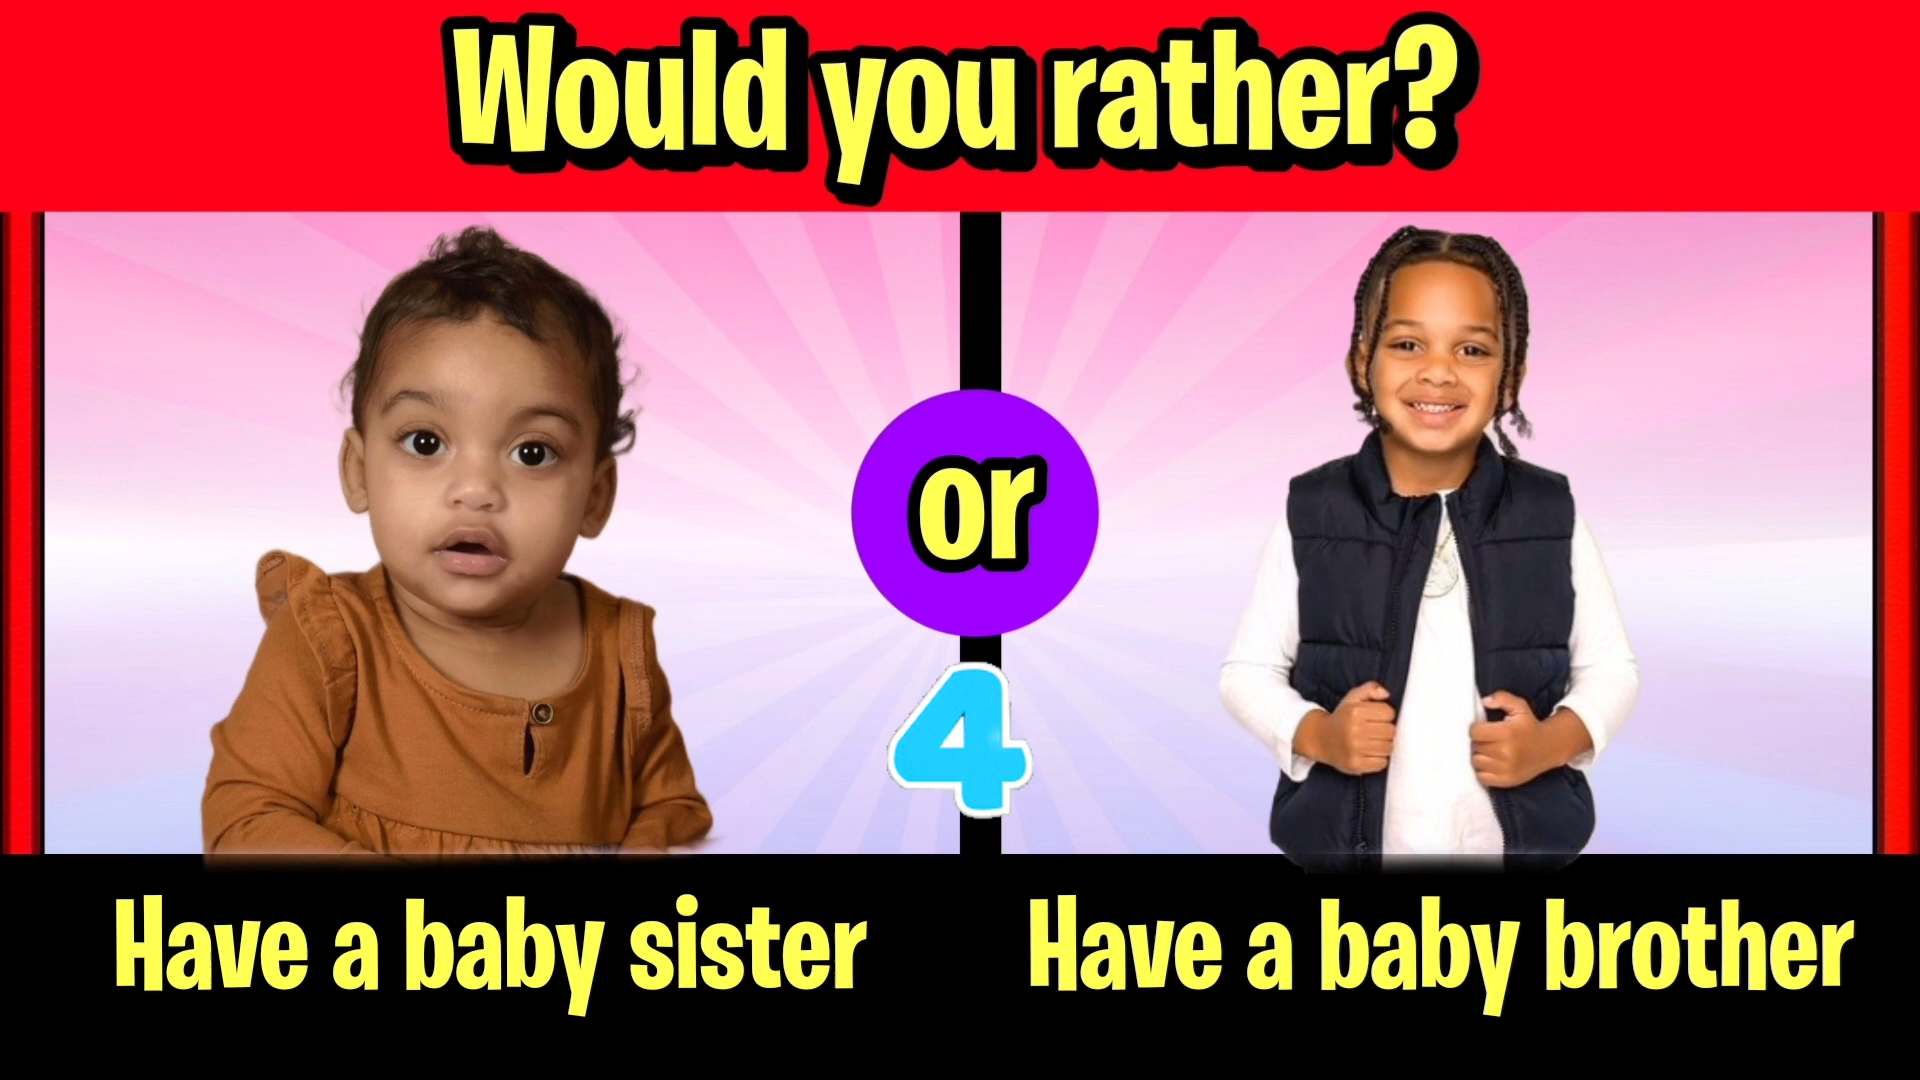 Would you rather?
or
4
Have a baby sister
Have a baby brother